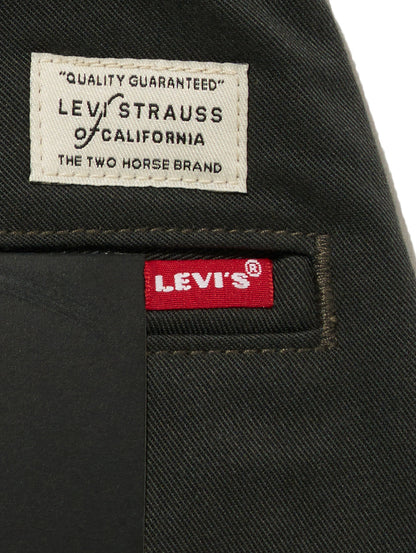 "QUALITY GUARANTEED"
LEVI STRAUSS
of CALIFORNIA
THE TWO HORSE BRAND
LEVI'S®